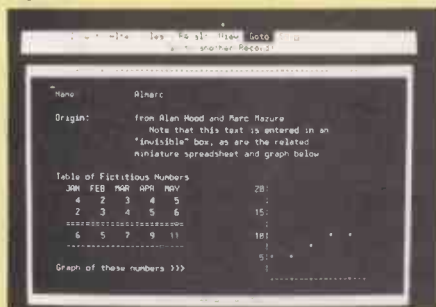 View Goto
another Record
Name Almarc
Origin: from Alan Hood and Marc Mazure
Note that this text is entered in an
"invisible" box, as are the related
miniature spreadsheet and graph below
Table of Fictitious Numbers
JAN FEB MAR APR MAY
4 2 3 4 5
2 3 4 5 6
6 5 7 9 11
Graph of these numbers >>>
20
15
10
5